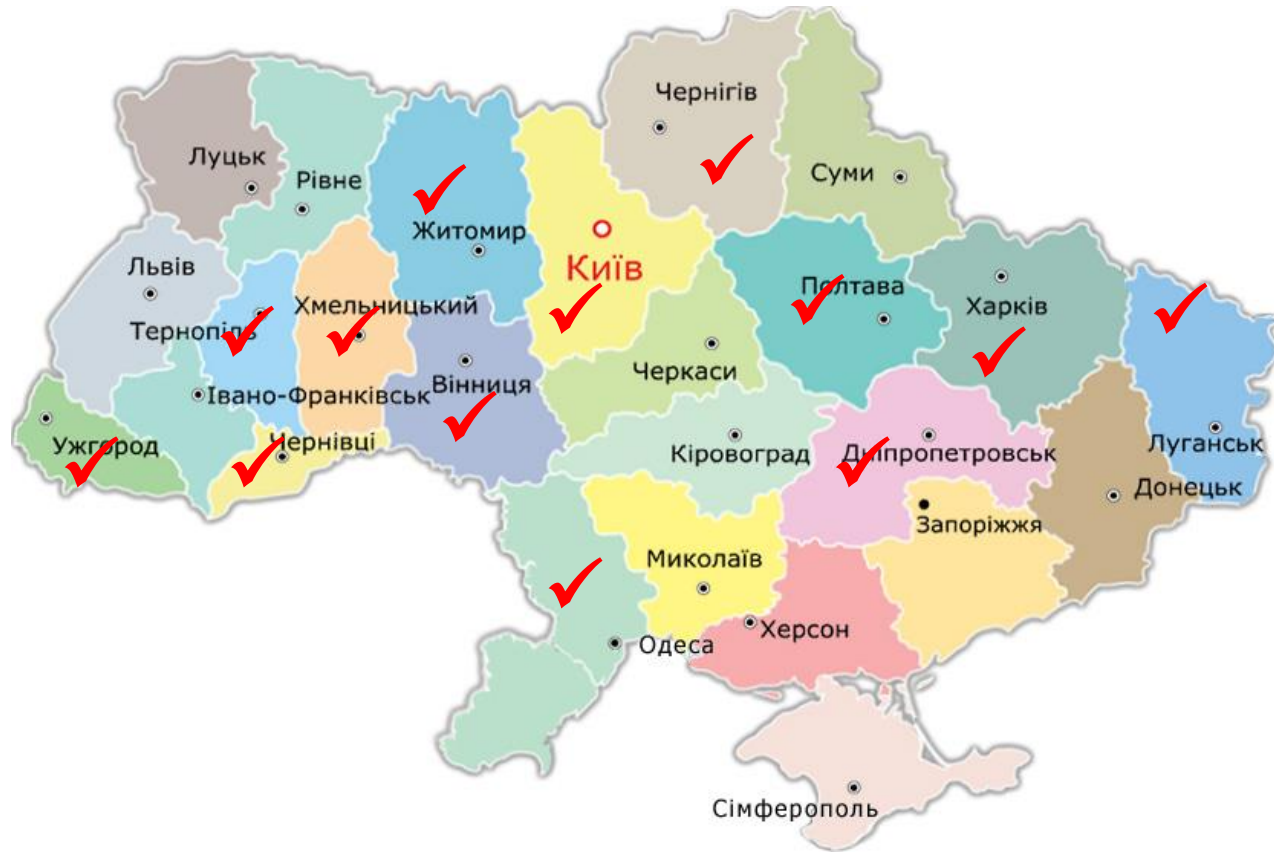 Чернігів
Луцьк
Рівне
Суми
Житомир
Київ
Львів
Тернопіль
Хмельницький
Полтава
Харків
Черкаси
Вінниця
Івано-Франківськ
Ужгород
Чернівці
Кіровоград
Дніпропетровськ
Луганськ
Донецьк
Запоріжжя
Миколаїв
Херсон
Одеса
Сімферополь